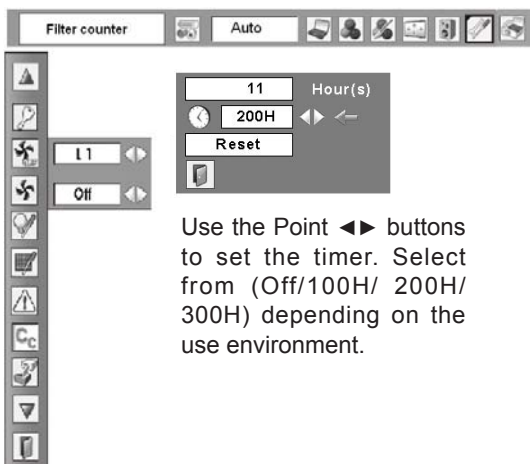 Filter counter
Auto
11 Hour(s)
200H
Reset
L1
Off
Cc
Use the Point ◄► buttons
to set the timer. Select
from (Off/100H/ 200H/
300H) depending on the
use environment.